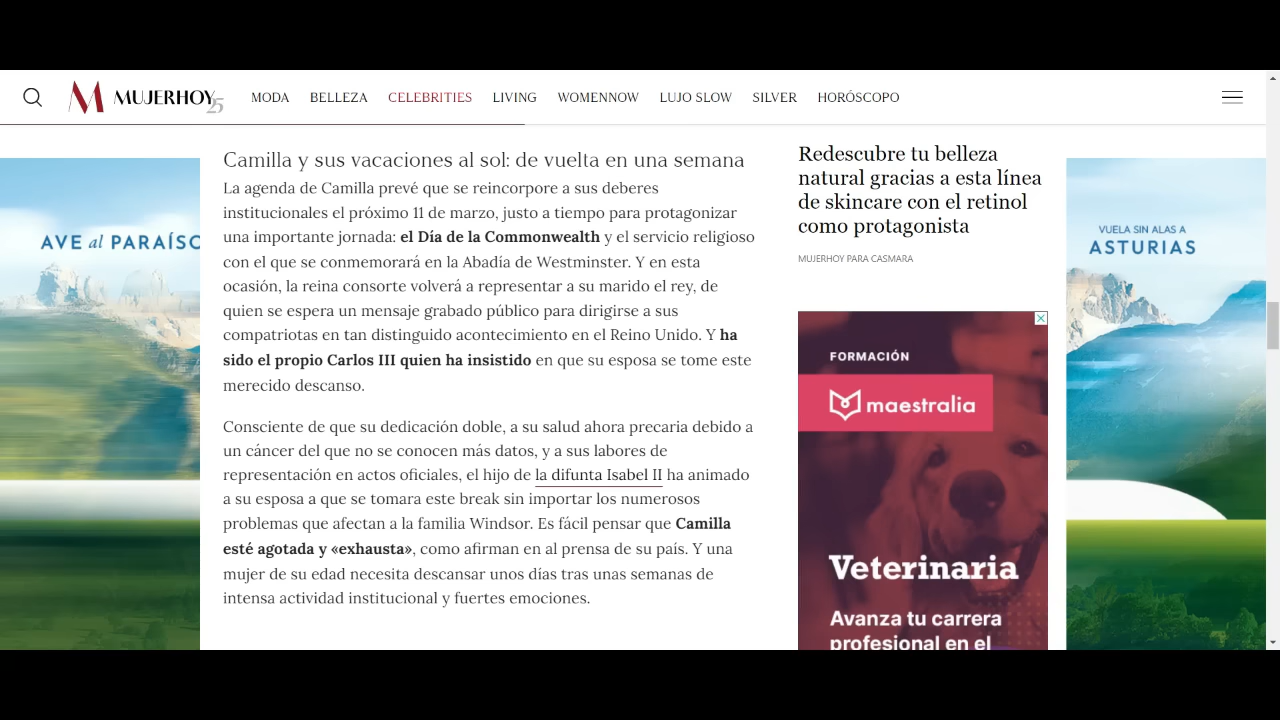 MUJERHOY 25
MODA BELLEZA CELEBRITIES LIVING WOMENNOW LUJO SLOW SILVER HORÓSCOPO
AVE al PARAÍSO
Camilla y sus vacaciones al sol: de vuelta en una semana
La agenda de Camilla prevé que se reincorpore a sus deberes
institucionales el próximo 11 de marzo, justo a tiempo para protagonizar
una importante jornada: el Día de la Commonwealth y el servicio religioso
con el que se conmemorará en la Abadía de Westminster. Y en esta
ocasión, la reina consorte volverá a representar a su marido el rey, de
quien se espera un mensaje grabado público para dirigirse a sus
compatriotas en tan distinguido acontecimiento en el Reino Unido. Y ha
sido el propio Carlos III quien ha insistido en que su esposa se tome este
merecido descanso.
Consciente de que su dedicación doble, a su salud ahora precaria debido a
un cáncer del que no se conocen más datos, y a sus labores de
representación en actos oficiales, el hijo de la difunta Isabel II ha animado
a su esposa a que se tomara este break sin importar los numerosos
problemas que afectan a la familia Windsor. Es fácil pensar que Camilla
esté agotada y «exhausta», como afirman en al prensa de su país. Y una
mujer de su edad necesita descansar unos días tras unas semanas de
intensa actividad institucional y fuertes emociones.
Redescubre tu belleza
natural gracias a esta línea
de skincare con el retinol
como protagonista
MUJERHOY PARA CASMARA
FORMACIÓN
maestralia
Veterinaria
Avanza tu carrera
profesional en el
VUELA SIN ALAS A
ASTURIAS